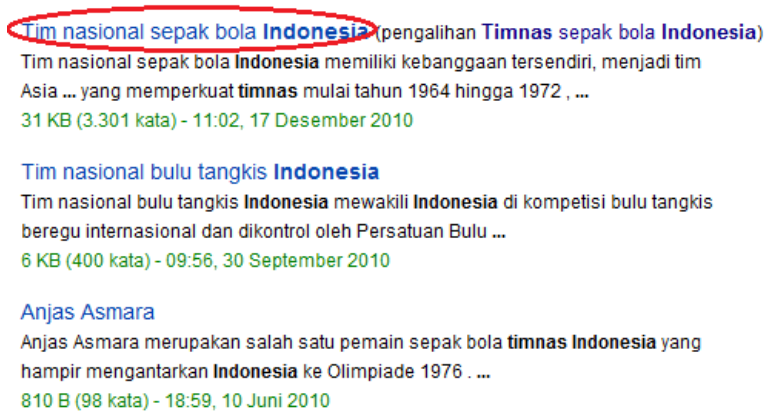 Tim nasional sepak bola Indonesia (pengalihan Timnas sepak bola Indonesia)
Tim nasional sepak bola Indonesia memiliki kebanggaan tersendiri, menjadi tim
Asia ... yang memperkuat timnas mulai tahun 1964 hingga 1972 , ...
31 KB (3.301 kata) - 11:02, 17 Desember 2010
Tim nasional bulu tangkis Indonesia
Tim nasional bulu tangkis Indonesia mewakili Indonesia di kompetisi bulu tangkis
beregu internasional dan dikontrol oleh Persatuan Bulu ...
6 KB (400 kata) - 09:56, 30 September 2010
Anjas Asmara
Anjas Asmara merupakan salah satu pemain sepak bola timnas Indonesia yang
hampir mengantarkan Indonesia ke Olimpiade 1976 . ...
810 B (98 kata) - 18:59, 10 Juni 2010